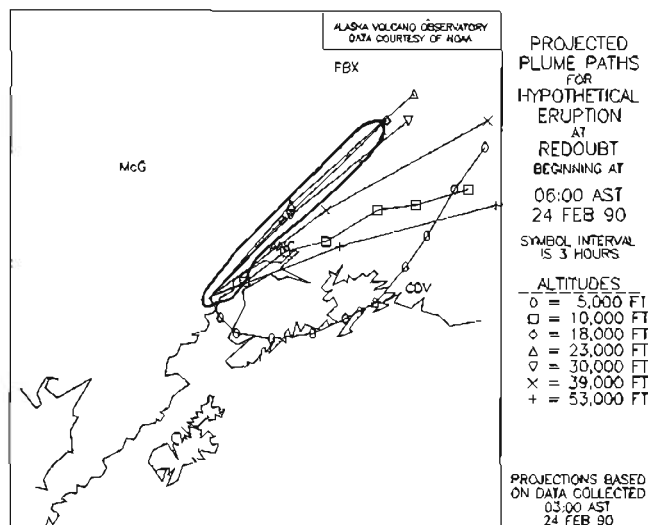 ALASKA VOLCANO OBSERVATORY
DATA COURTESY OF NOAA
FBX
McG
CDV
PROJECTED
PLUME PATHS
FOR
HYPOTHETICAL
ERUPTION
AT
REDOUBT
BEGINNING AT
06:00 AST
24 FEB 90
SYMBOL INTERVAL
IS 3 HOURS
ALTITUDES
0 = 5,000 FT
□ = 10,000 FT
◇ = 18,000 FT
△ = 23,000 FT
▽ = 30,000 FT
× = 39,000 FT
+ = 53,000 FT
PROJECTIONS BASED
ON DATA COLLECTED
03:00 AST
24 FEB 90